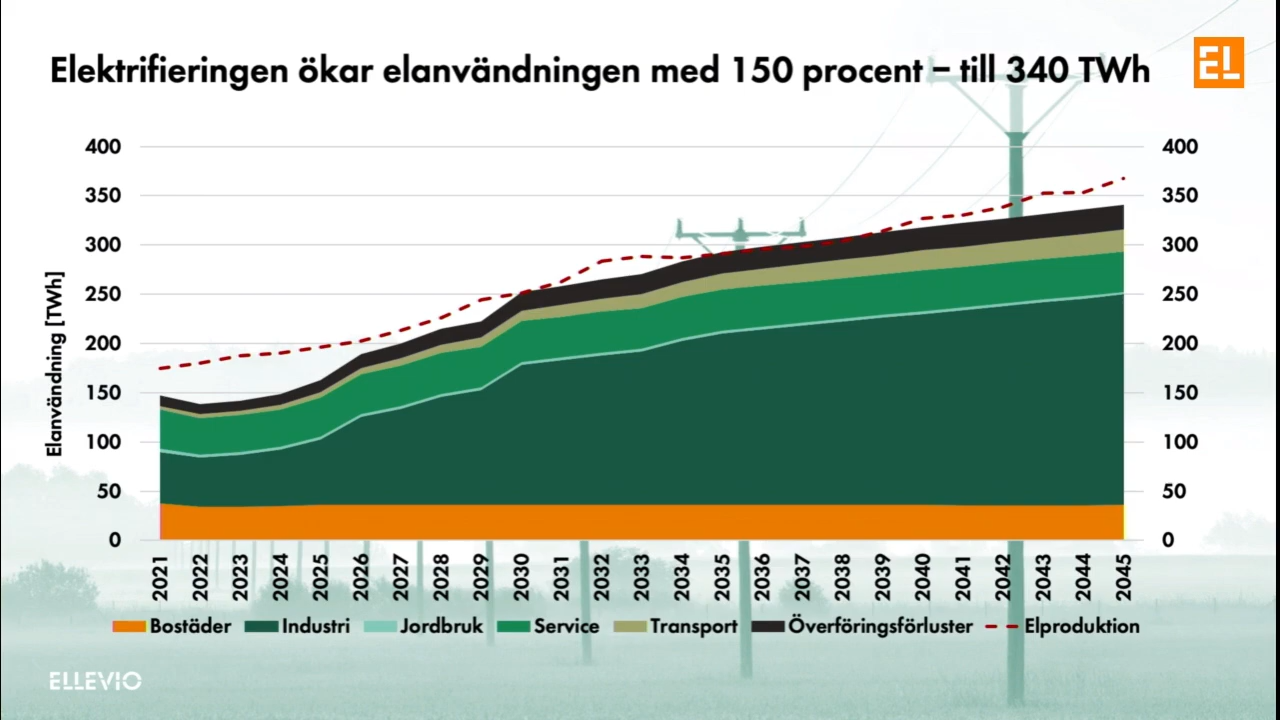 Elektrifieringen ökar elanvändningen med 150 procent – till 340 TWh
EL
400 400
350 350
300 300
250 250
200 200
150 150
100 100
50 50
0 0
Elanvändning [TWh]
2021 2022 2023 2024 2025 2026 2027 2028 2029 2030 2031 2032 2033 2034 2035 2036 2037 2038 2039 2040 2041 2042 2043 2044 2045
Bostäder Industri Jordbruk Service Transport Överföringsförluster Elproduktion
ELLEVIO